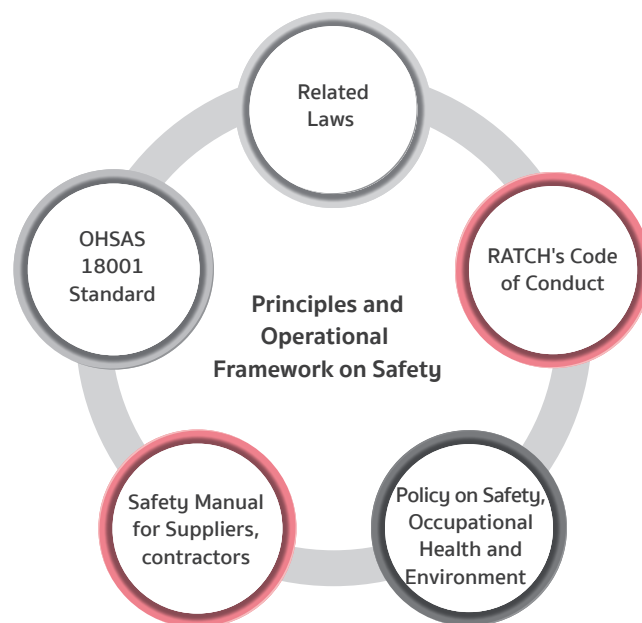 Related
Laws
RATCH's Code
of Conduct
OHSAS
18001
Standard
Principles and
Operational
Framework on Safety
Policy on Safety,
Occupational
Health and
Environment
Safety Manual
for Suppliers,
contractors